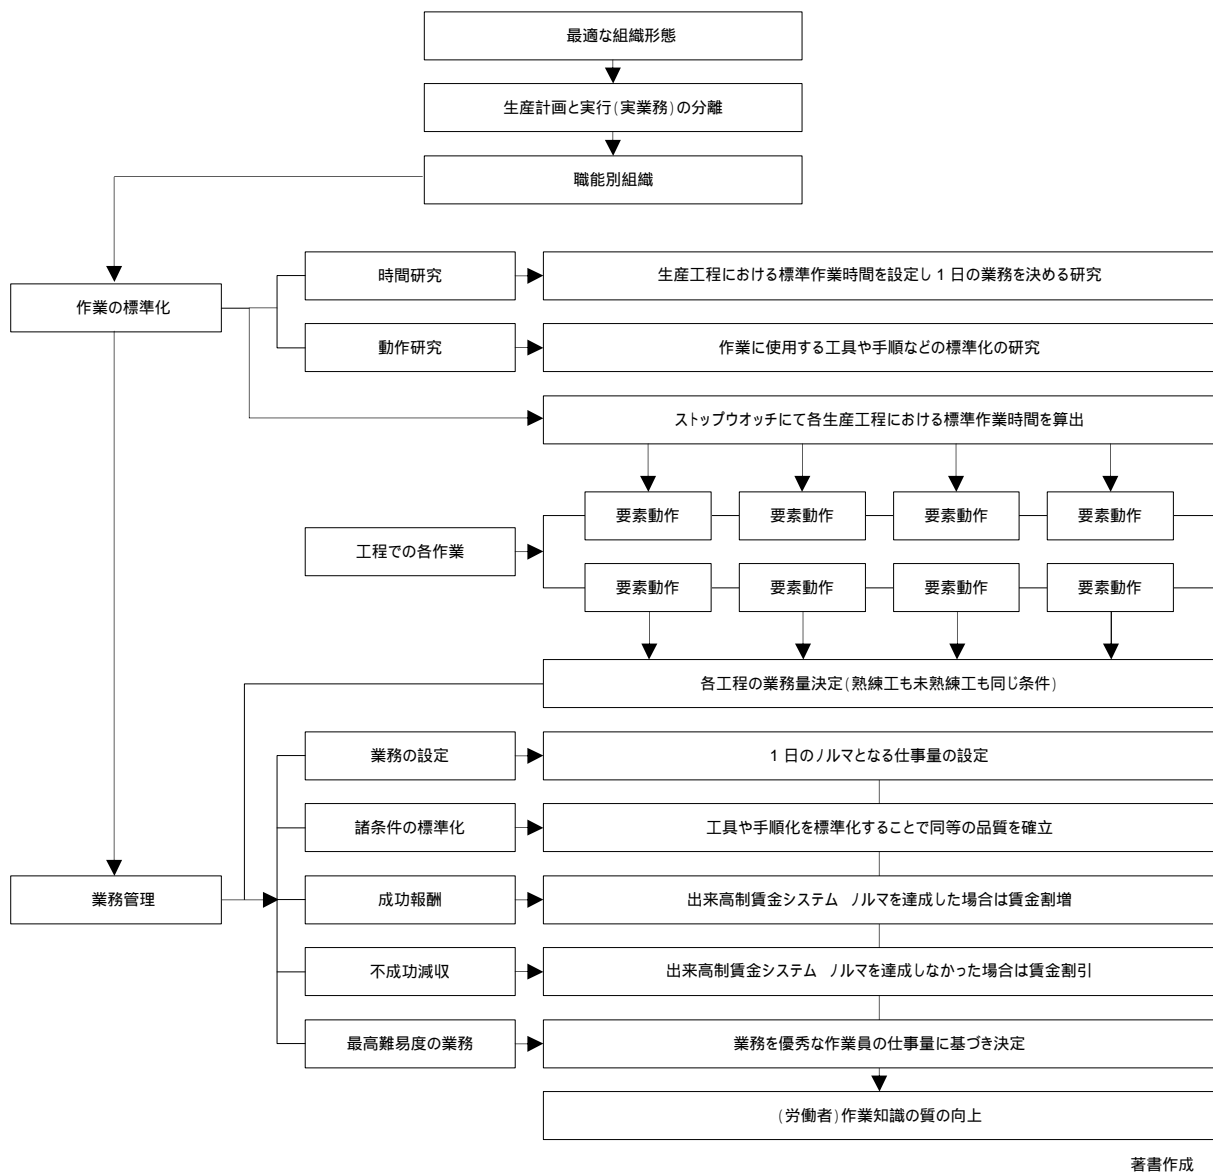 最適な組織形態
生産計画と実行(実業務)の分離
職能別組織
作業の標準化
時間研究
生産工程における標準作業時間を設定し1日の業務を決める研究
動作研究
作業に使用する工具や手順などの標準化の研究
ストップウオッチにて各生産工程における標準作業時間を算出
要素動作
要素動作
要素動作
要素動作
工程での各作業
要素動作
要素動作
要素動作
要素動作
各工程の業務量決定(熟練工も未熟練工も同じ条件)
業務の設定
1日のノルマとなる仕事量の設定
諸条件の標準化
工具や手順化を標準化することで同等の品質を確立
業務管理
成功報酬
出来高制賃金システム ノルマを達成した場合は賃金割増
不成功減収
出来高制賃金システム ノルマを達成しなかった場合は賃金割引
最高難易度の業務
業務を優秀な作業員の仕事量に基づき決定
(労働者)作業知識の質の向上
著書作成